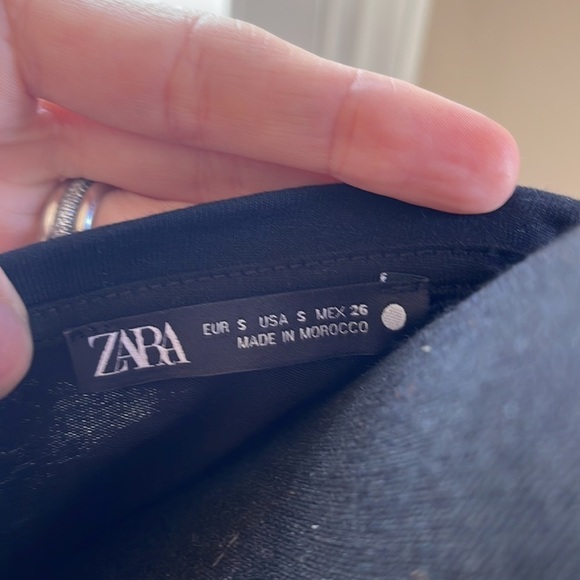 ZARA
EUR S USA S MEX 26
MADE IN MOROCCO